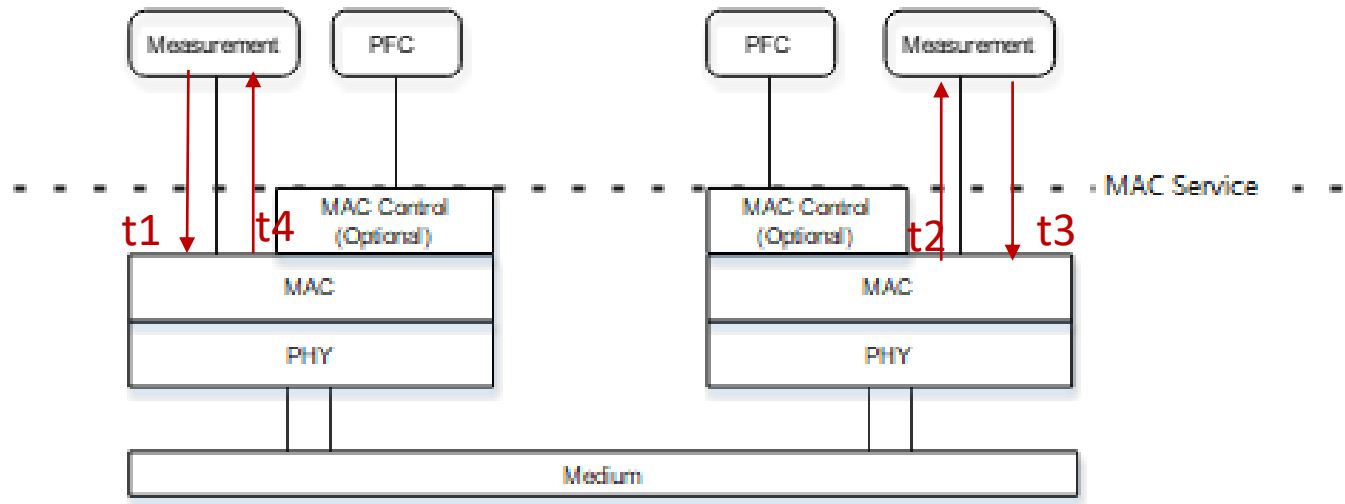 Measurement
PFC
PFC
Measurement
MAC Service
t1
t4
MAC Control
(Optional)
MAC Control
(Optional)
t2
t3
MAC
MAC
PHY
PHY
Medium